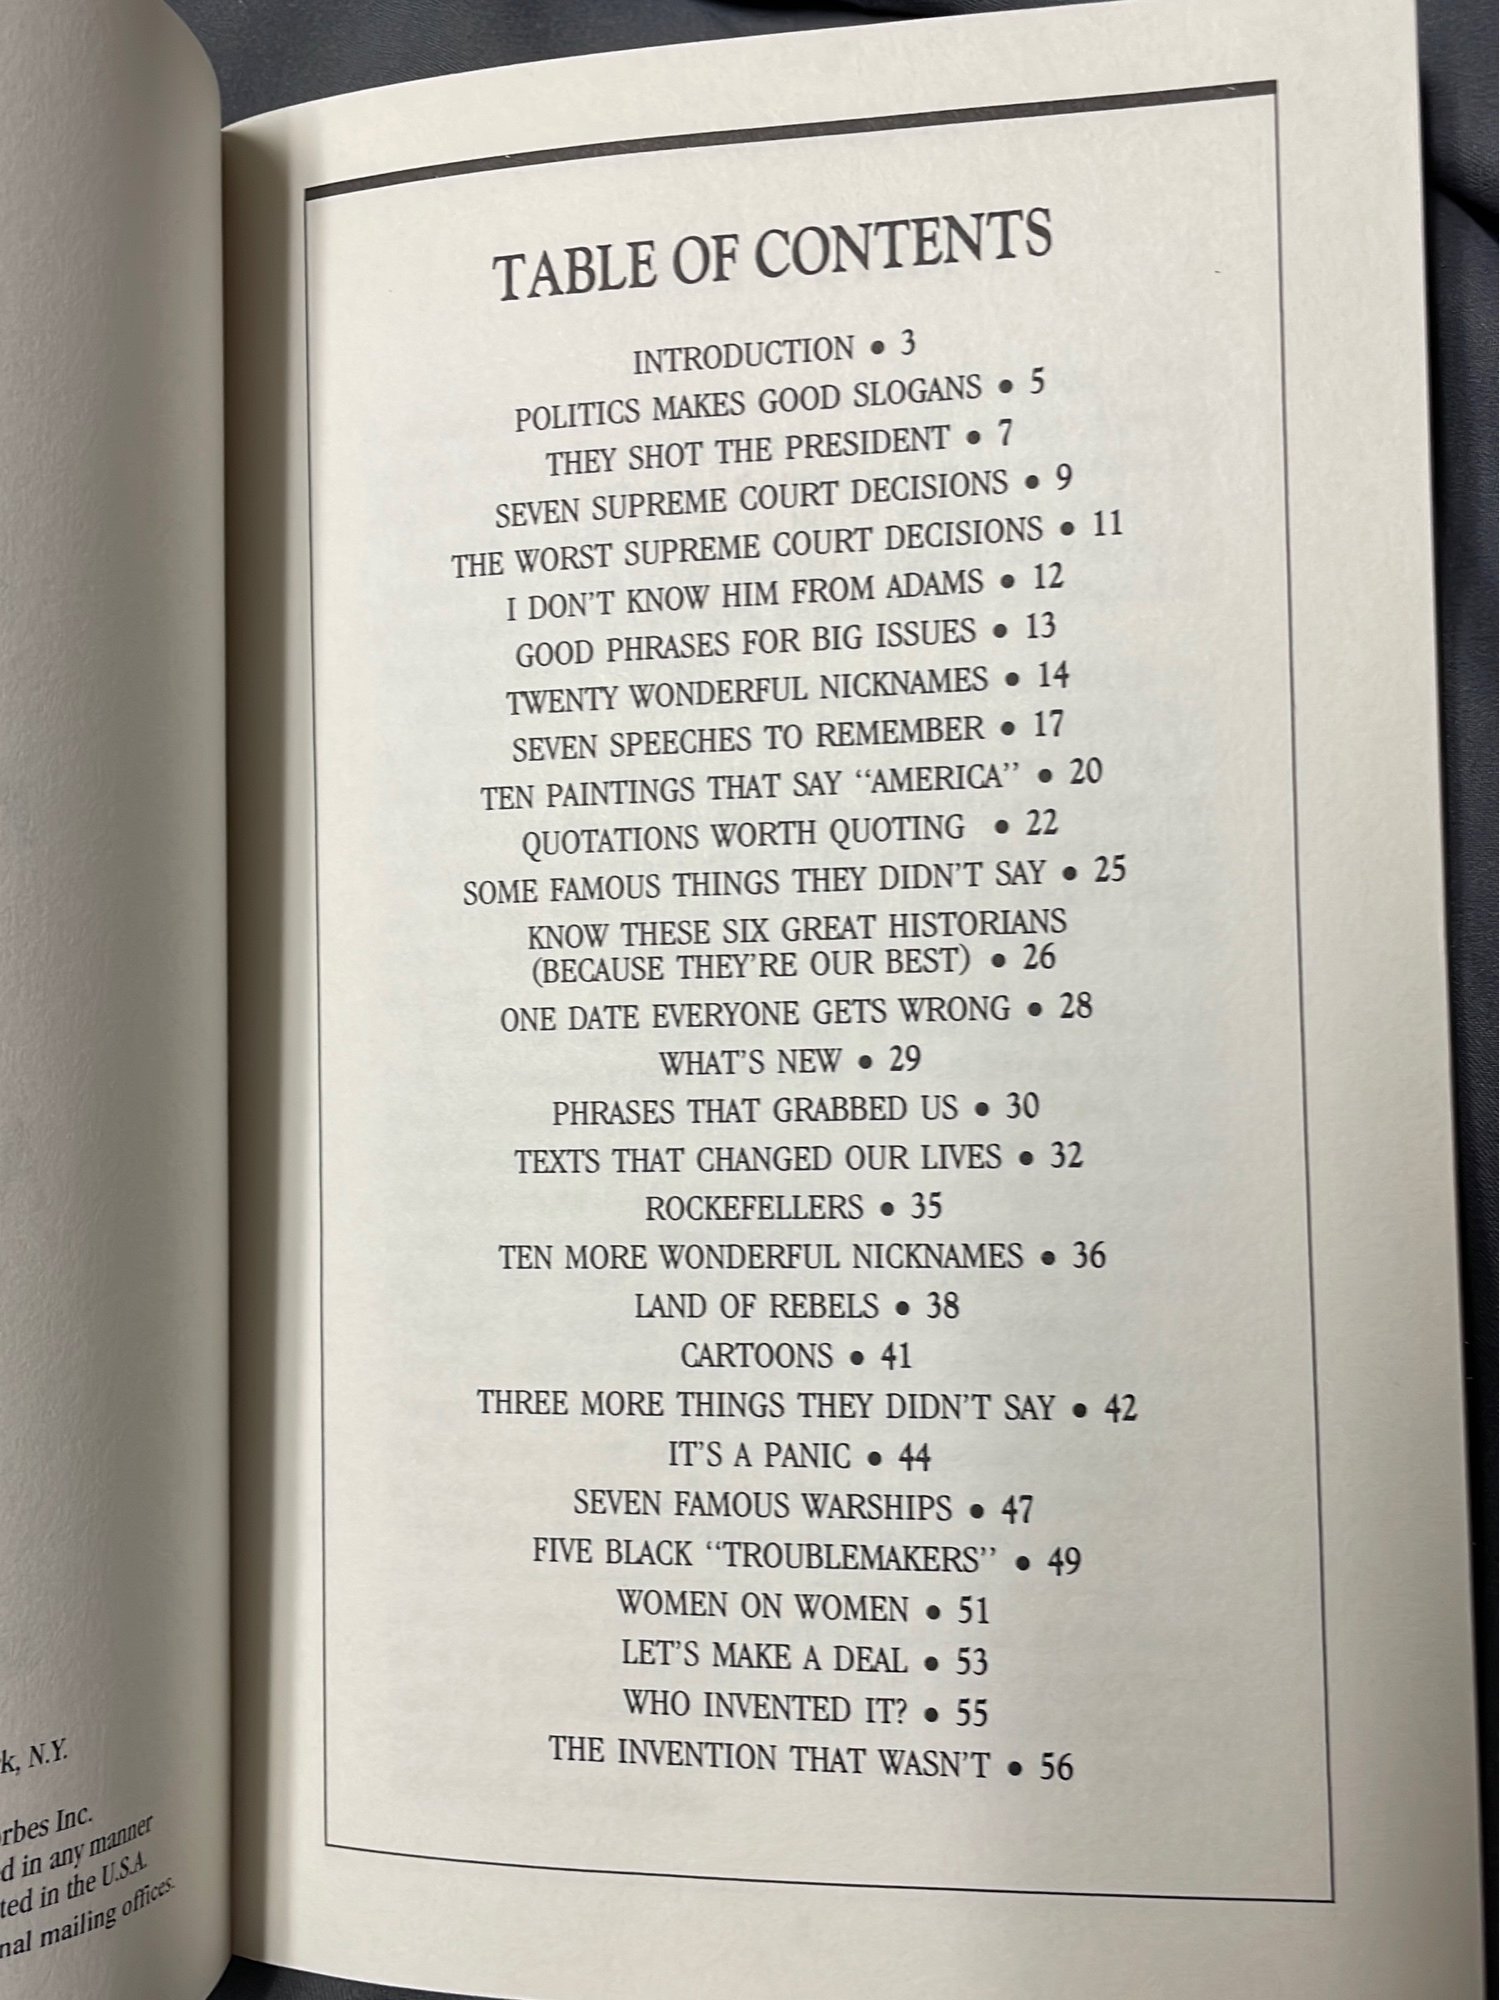 TABLE OF CONTENTS
INTRODUCTION • 3
POLITICS MAKES GOOD SLOGANS • 5
THEY SHOT THE PRESIDENT • 7
SEVEN SUPREME COURT DECISIONS • 9
THE WORST SUPREME COURT DECISIONS • 11
I DON'T KNOW HIM FROM ADAMS • 12
GOOD PHRASES FOR BIG ISSUES • 13
TWENTY WONDERFUL NICKNAMES • 14
SEVEN SPEECHES TO REMEMBER • 17
TEN PAINTINGS THAT SAY “AMERICA” • 20
QUOTATIONS WORTH QUOTING • 22
SOME FAMOUS THINGS THEY DIDN'T SAY • 25
KNOW THESE SIX GREAT HISTORIANS
(BECAUSE THEY'RE OUR BEST) • 26
ONE DATE EVERYONE GETS WRONG • 28
WHAT'S NEW • 29
PHRASES THAT GRABBED US • 30
TEXTS THAT CHANGED OUR LIVES • 32
ROCKEFELLERS • 35
TEN MORE WONDERFUL NICKNAMES • 36
LAND OF REBELS • 38
CARTOONS • 41
THREE MORE THINGS THEY DIDN'T SAY • 42
IT'S A PANIC • 44
SEVEN FAMOUS WARSHIPS • 47
FIVE BLACK “TROUBLEMAKERS” • 49
WOMEN ON WOMEN • 51
LET'S MAKE A DEAL • 53
WHO INVENTED IT? • 55
THE INVENTION THAT WASN'T • 56
N.Y.
Inc.
in any manner
in the U.S.A.
mailing offices.